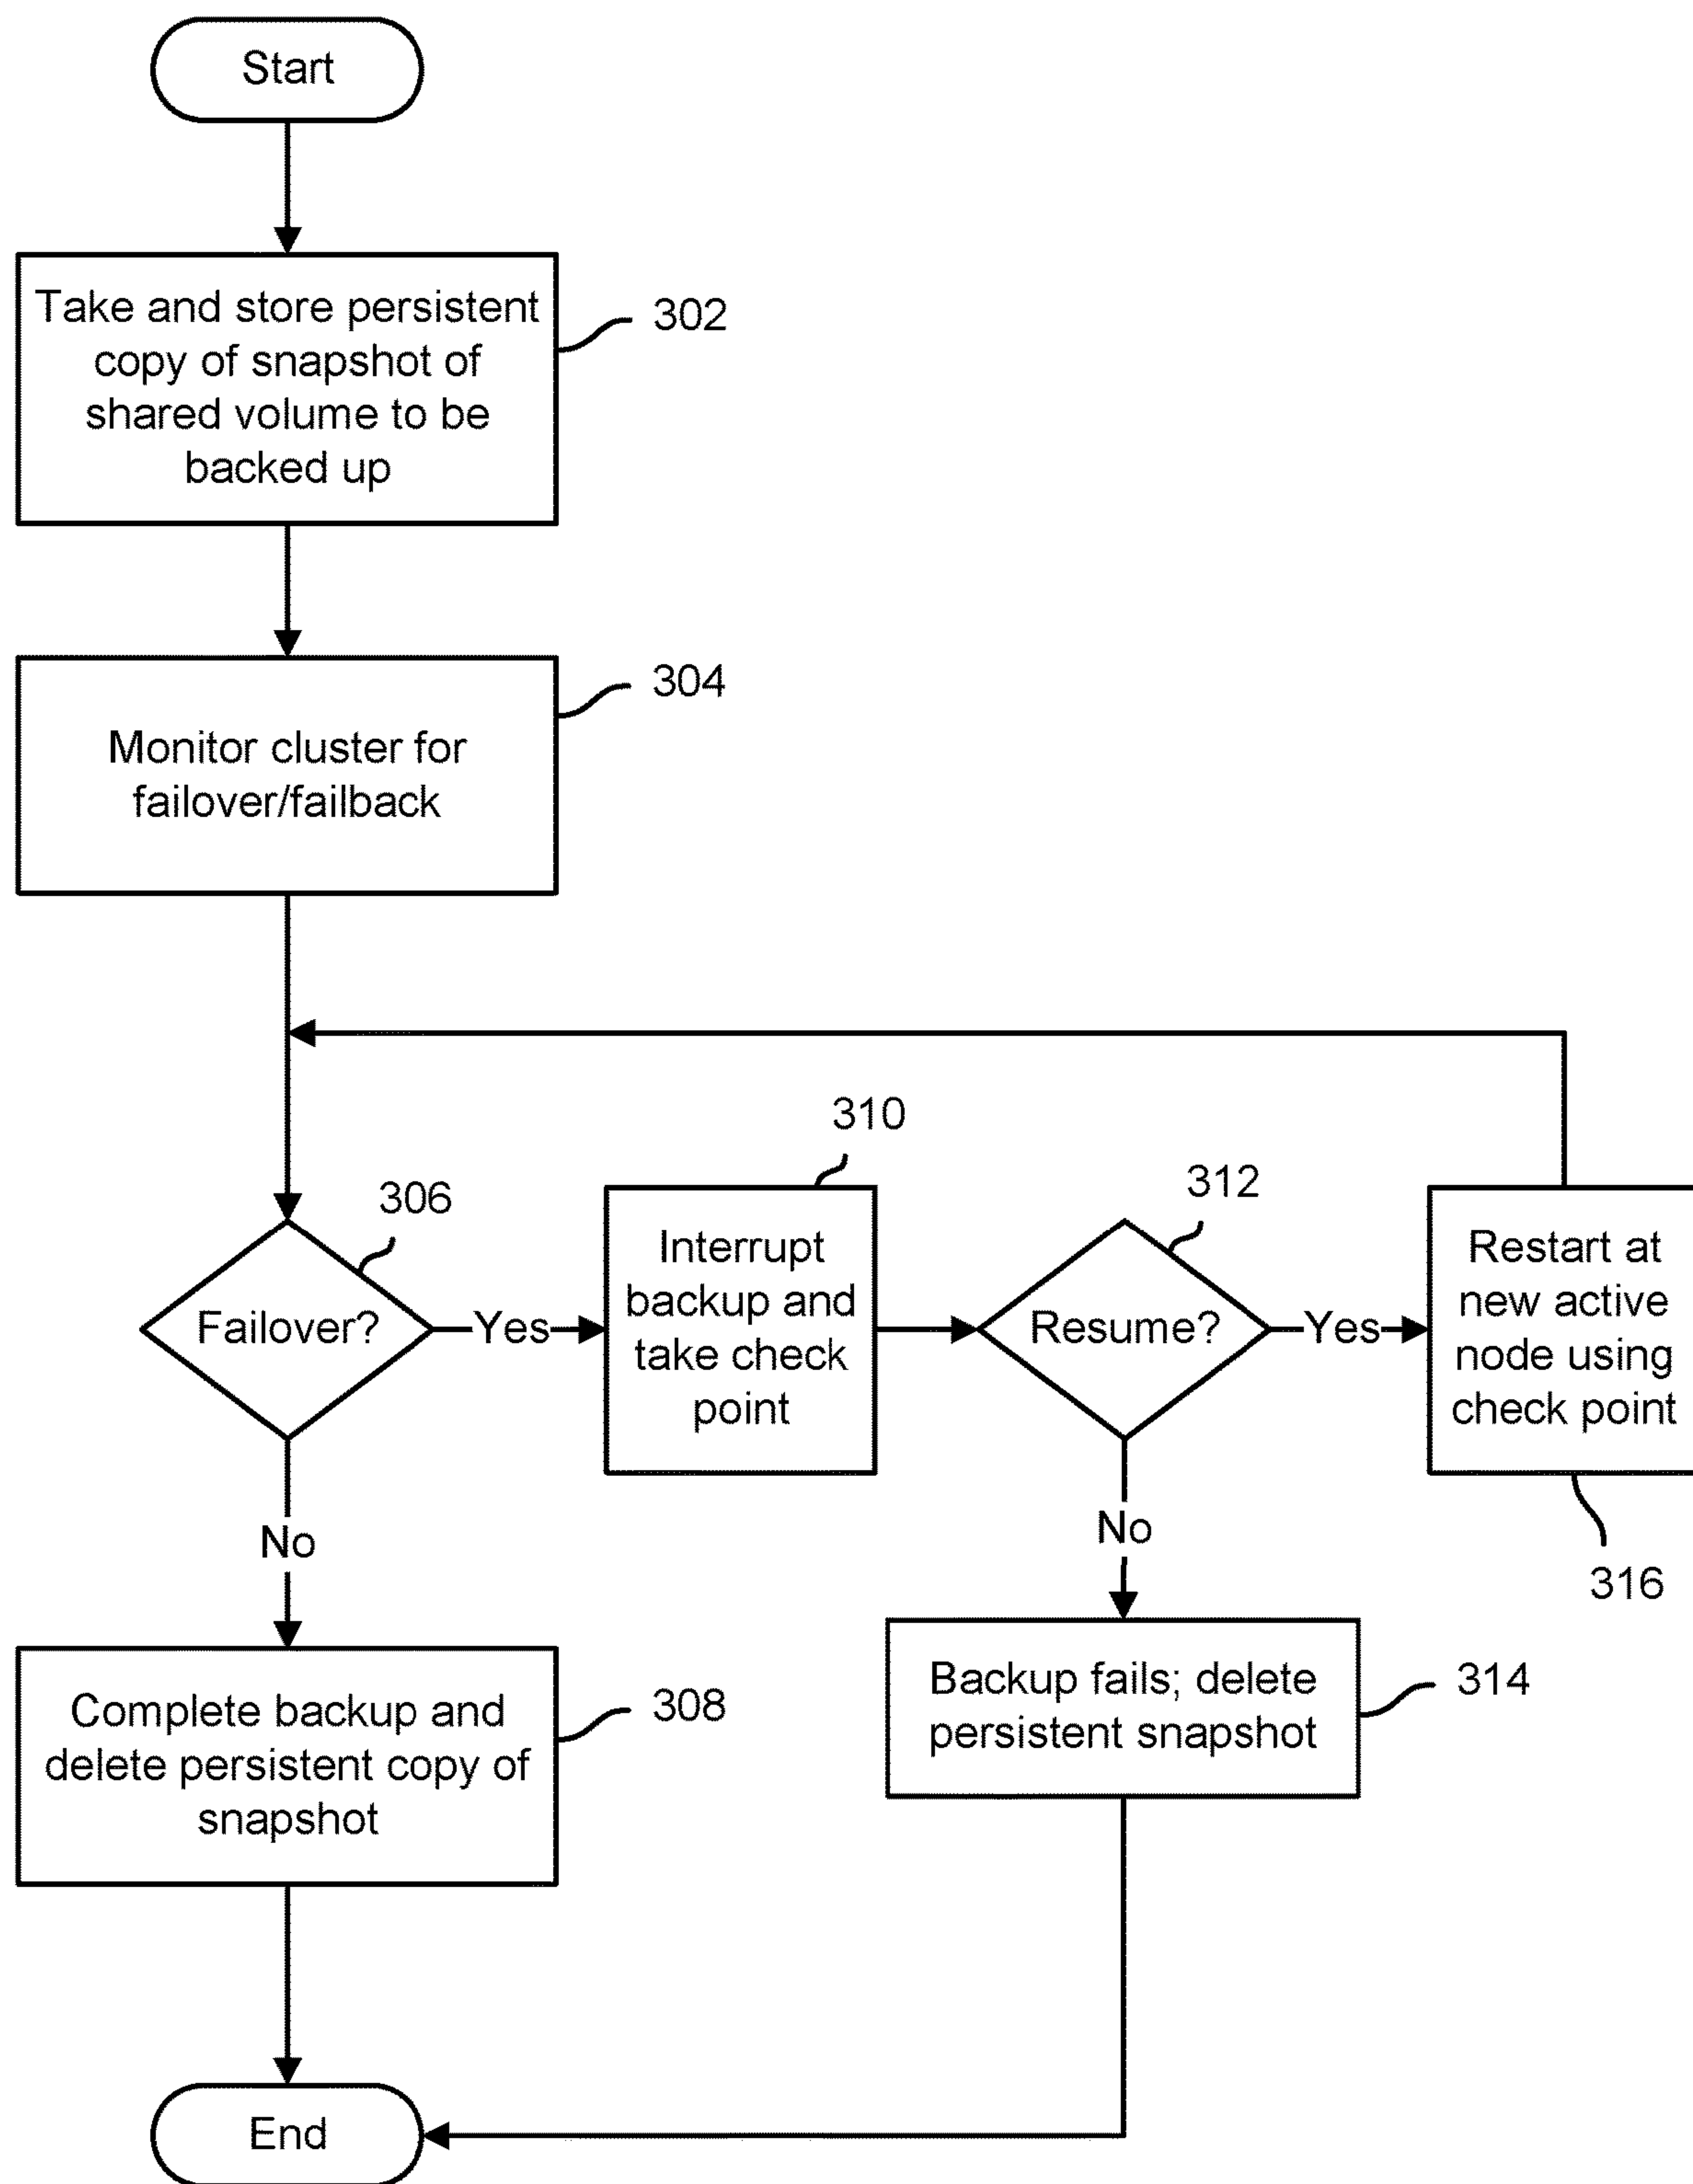 Start
Take and store persistent
copy of snapshot of
shared volume to be
backed up
302
Monitor cluster for
failover/failback
304
Failover?
306
Yes
Interrupt
backup and
take check
point
310
Resume?
312
Yes
Restart at
new active
node using
check point
316
No
No
Complete backup and
delete persistent copy of
snapshot
308
Backup fails; delete
persistent snapshot
314
End